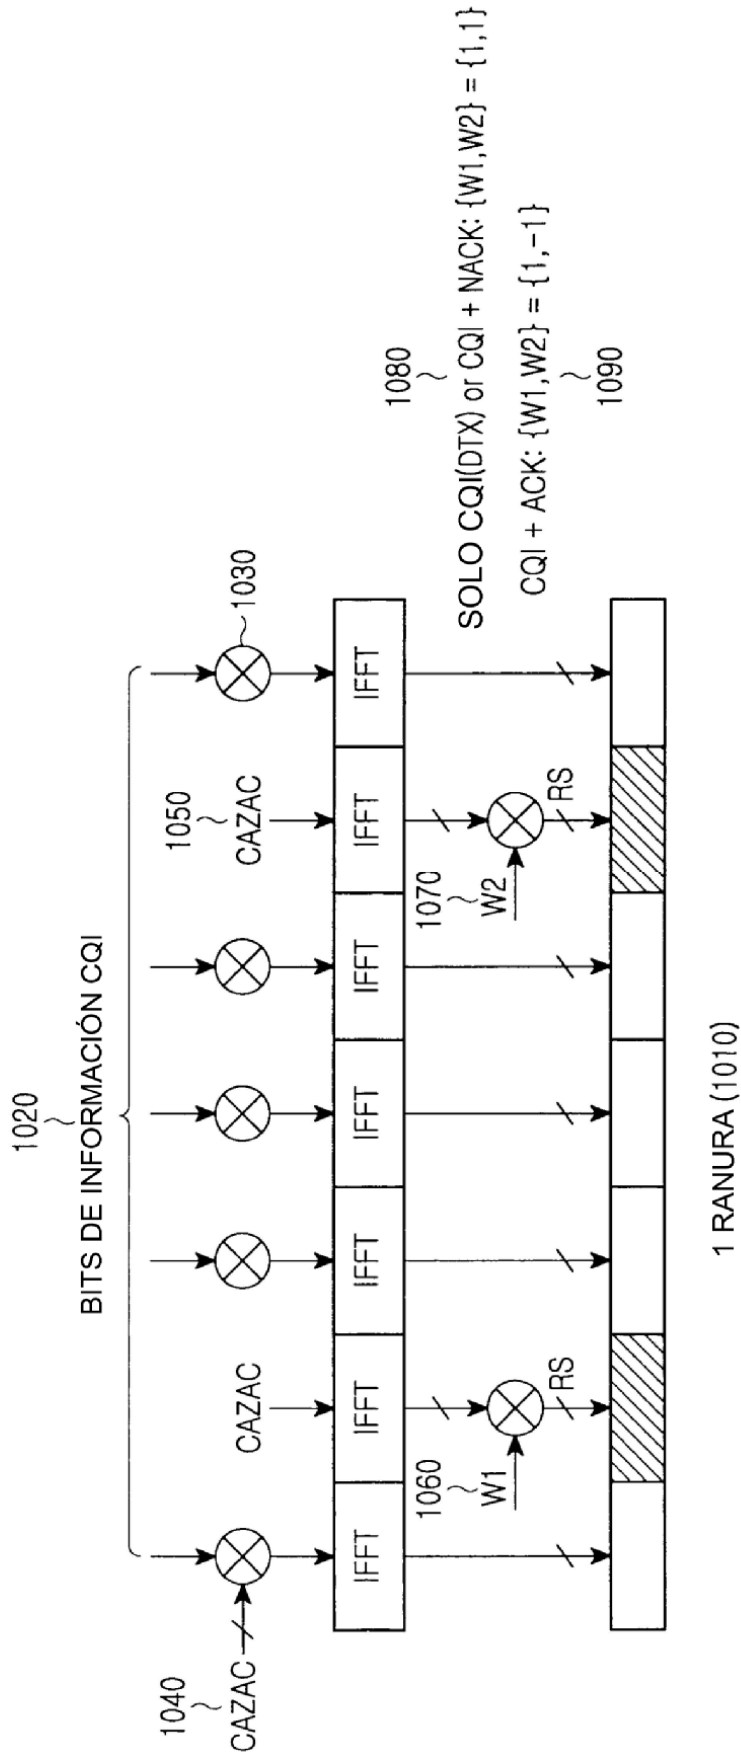 1020
BITS DE INFORMACIÓN CQI
1040
CAZAC
CAZAC
1050
CAZAC
1030
IFFT
IFFT
IFFT
IFFT
IFFT
IFFT
IFFT
1060
W1
RS
1070
W2
RS
1080
SOLO CQI(DTX) or CQI + NACK: {W1,W2} = {1,1}
CQI + ACK: {W1,W2} = {1,-1}
1090
1 RANURA (1010)